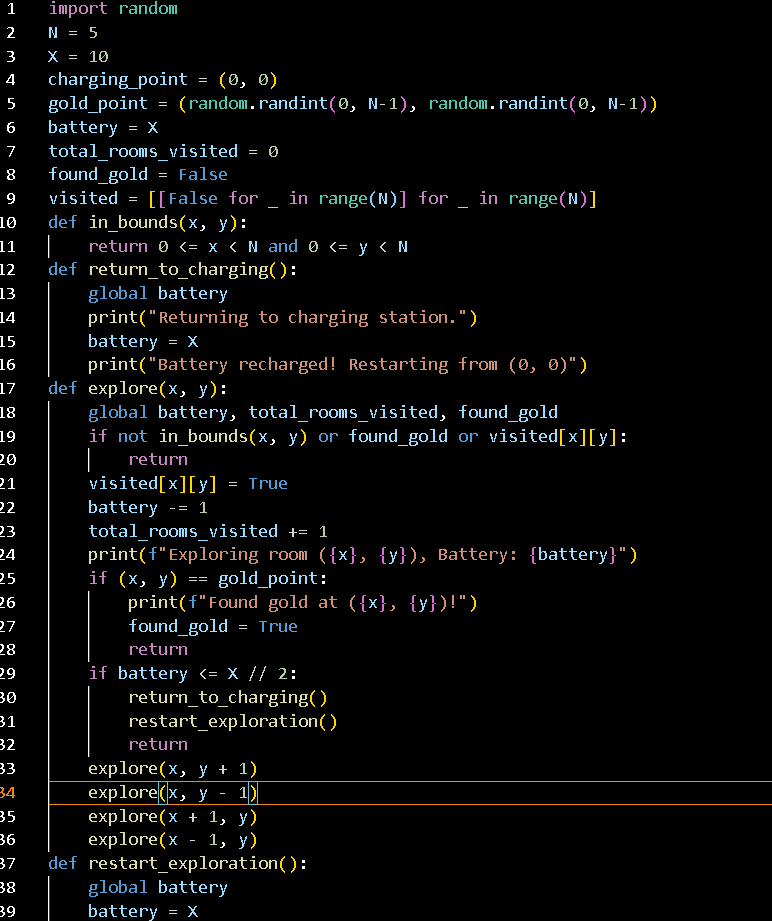 1 import random
2 N = 5
3 X = 10
4 charging_point = (0, 0)
5 gold_point = (random.randint(0, N-1), random.randint(0, N-1))
6 battery = X
7 total_rooms_visited = 0
8 found_gold = False
9 visited = [[False for _ in range(N)] for _ in range(N)]
10 def in_bounds(x, y):
11     return 0 <= x < N and 0 <= y < N
12 def return_to_charging():
13     global battery
14     print("Returning to charging station.")
15     battery = X
16     print("Battery recharged! Restarting from (0, 0)")
17 def explore(x, y):
18     global battery, total_rooms_visited, found_gold
19     if not in_bounds(x, y) or found_gold or visited[x][y]:
20         return
21     visited[x][y] = True
22     battery -= 1
23     total_rooms_visited += 1
24     print(f"Exploring room ({x}, {y}), Battery: {battery}")
25     if (x, y) == gold_point:
26         print(f"Found gold at ({x}, {y})!")
27         found_gold = True
28         return
29     if battery <= X // 2:
30         return_to_charging()
31         restart_exploration()
32         return
33     explore(x, y + 1)
34     explore(x, y - 1)
35     explore(x + 1, y)
36     explore(x - 1, y)
37 def restart_exploration():
38     global battery
39     battery = X